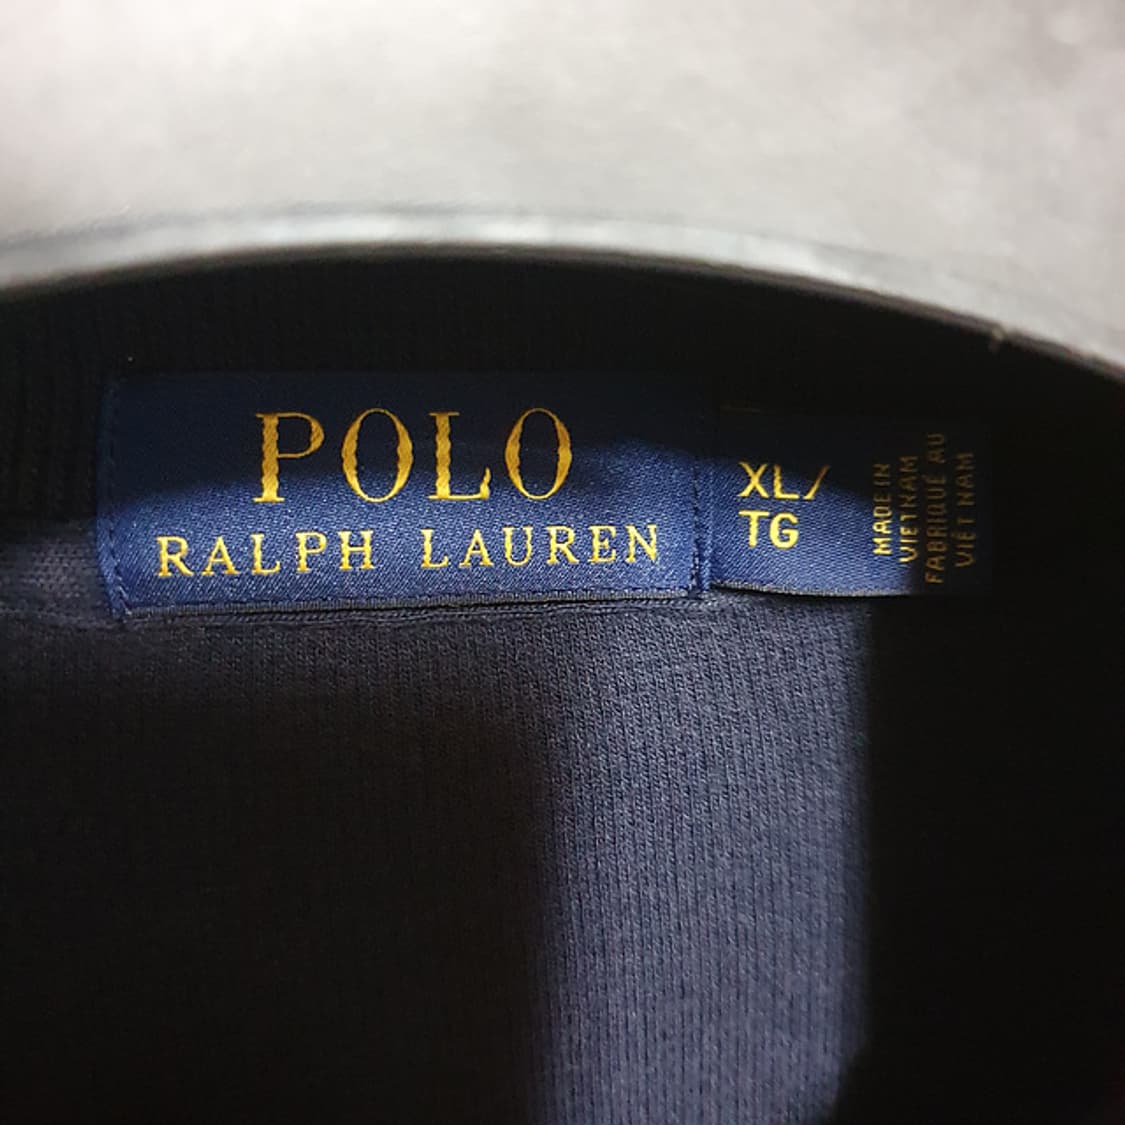 POLO
RALPH LAUREN
XL/
TG
MADE IN
VIETNAM
FABRIQUÉ AU
VIET NAM